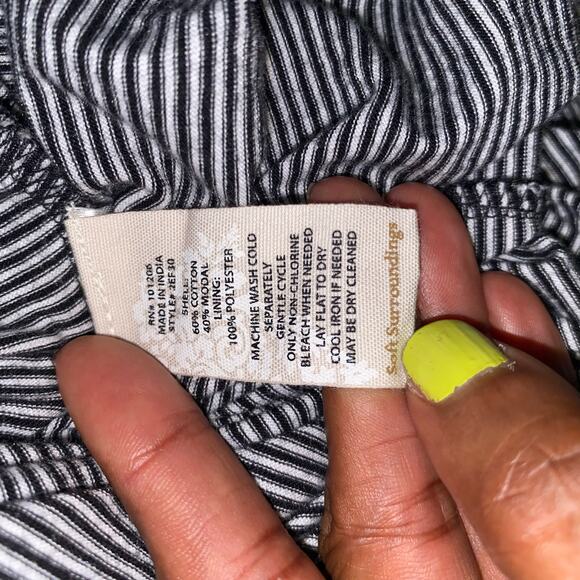 RN# 101206
MADE IN INDIA
STYLE# 2EF30
SHELL:
60% COTTON
40% MODAL
LINING:
100% POLYESTER
MACHINE WASH COLD
SEPARATELY
GENTLE CYCLE
ONLY NON-CHLORINE
BLEACH WHEN NEEDED
LAY FLAT TO DRY
COOL IRON IF NEEDED
MAY BE DRY CLEANED
Soft Surroundings